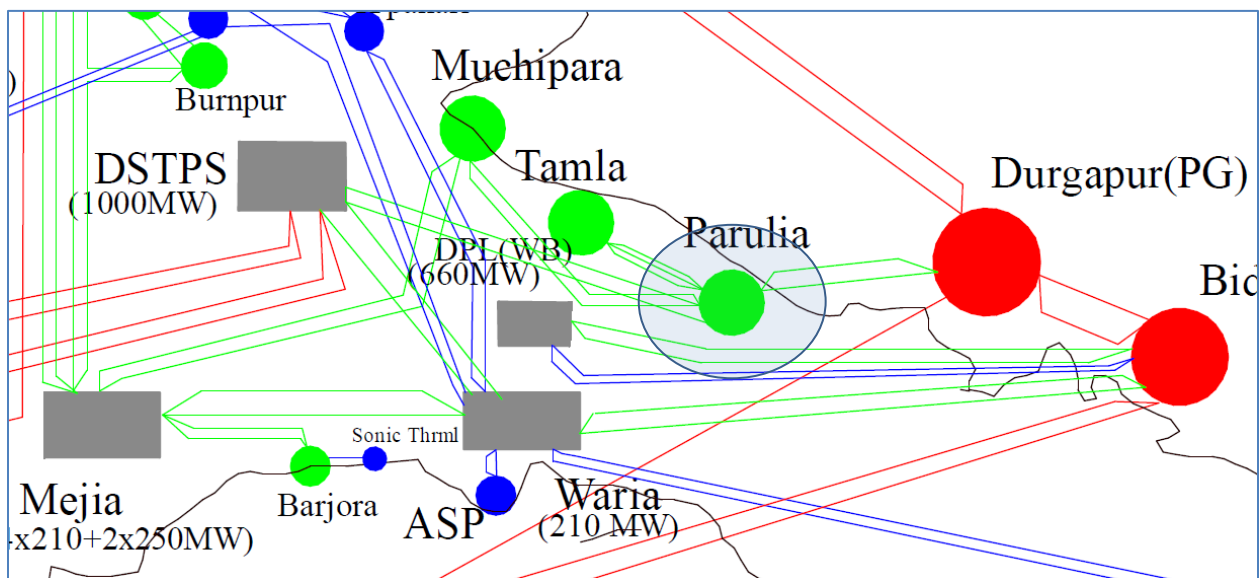 Muchipara
Burnpur
DSTPS
(1000MW)
Tamla
Durgapur(PG)
Parulia
DPL(WB)
(660MW)
Sonic Thrml
Mejia
Barjora
ASP
Waria
(210 MW)
x210+2x250MW)